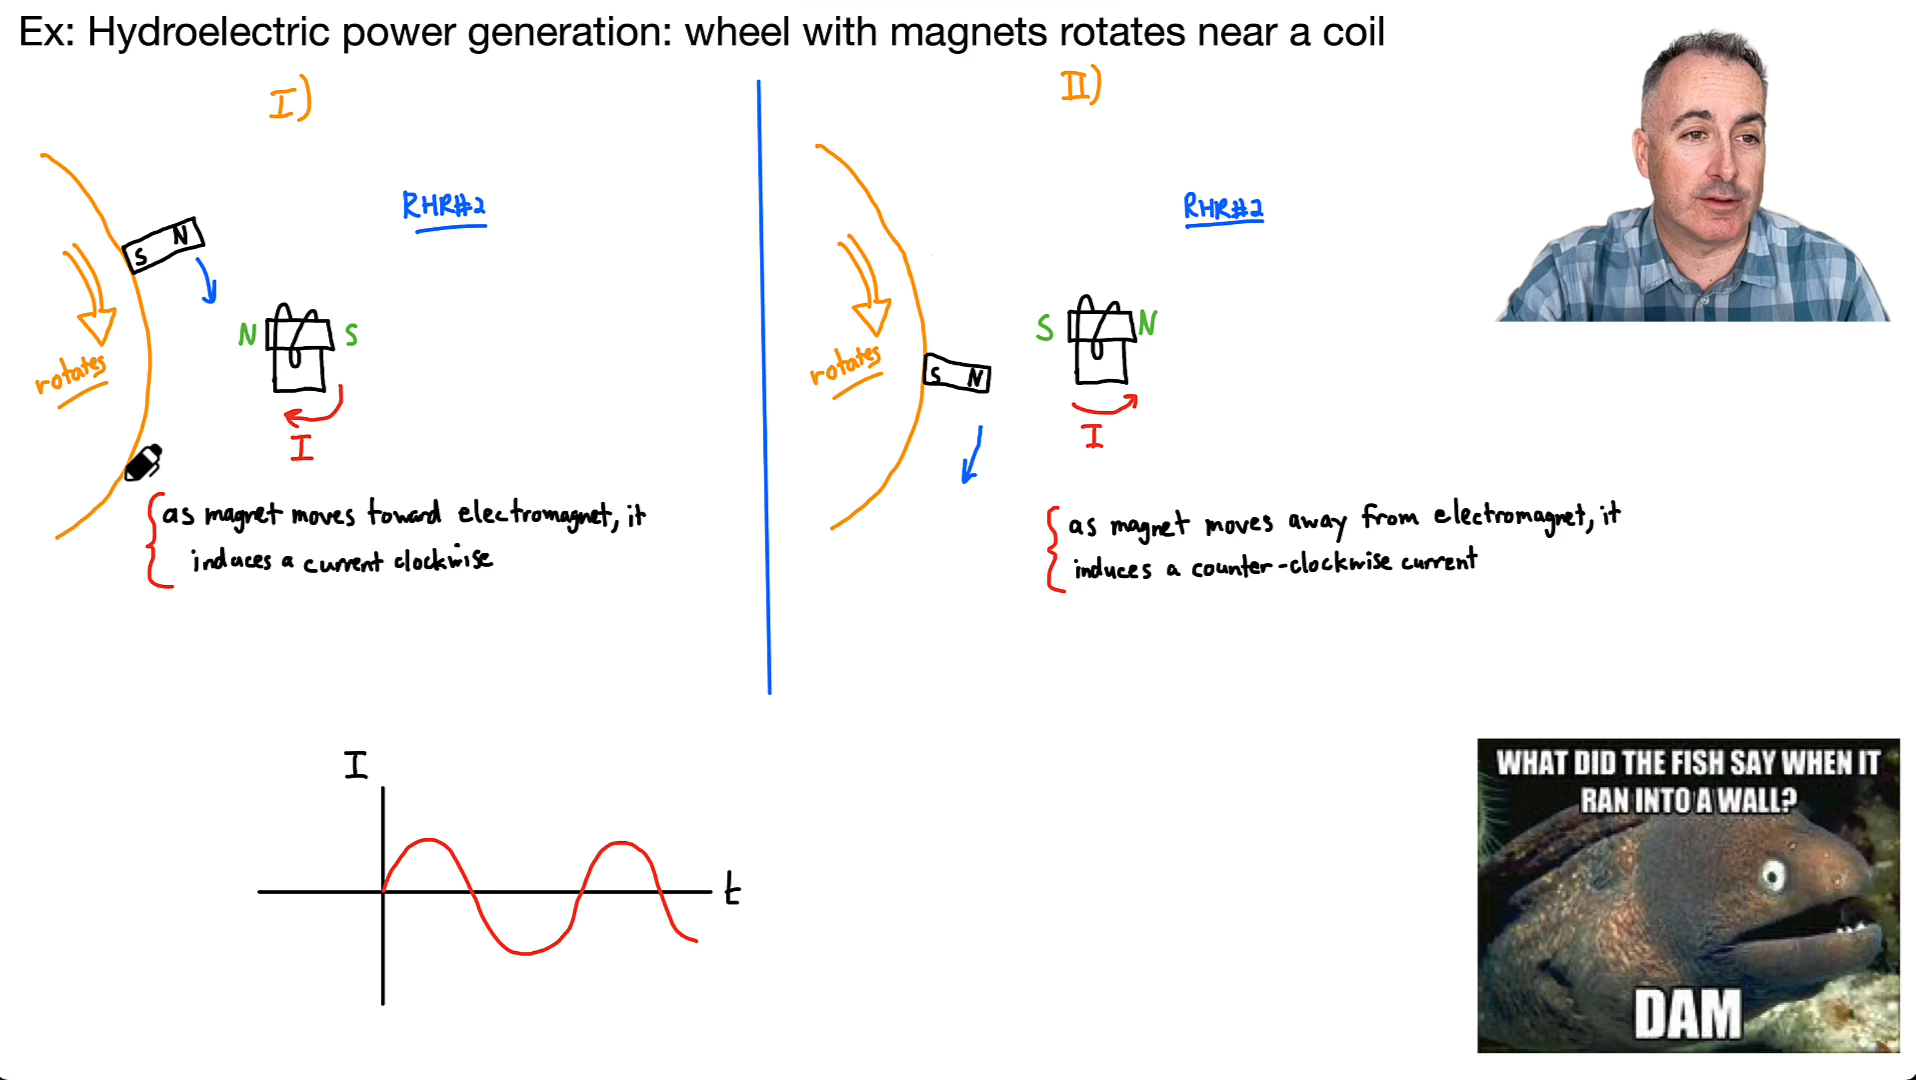 Ex: Hydroelectric power generation: wheel with magnets rotates near a coil
I)
RHR#2
S N
N S
rotates
I
{as magnet moves toward electromagnet, it
induces a current clockwise
II)
RHR#2
S N
S N
rotates
I
{as magnet moves away from electromagnet, it
induces a counter-clockwise current
I
t
WHAT DID THE FISH SAY WHEN IT
RAN INTO A WALL?
DAM